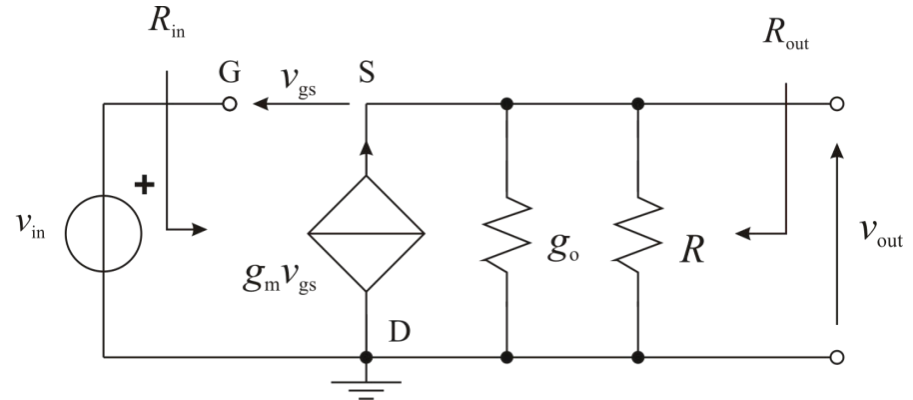 R_in
G
v_gs
S
R_out
+
v_in
g_m v_gs
g_o
R
v_out
D